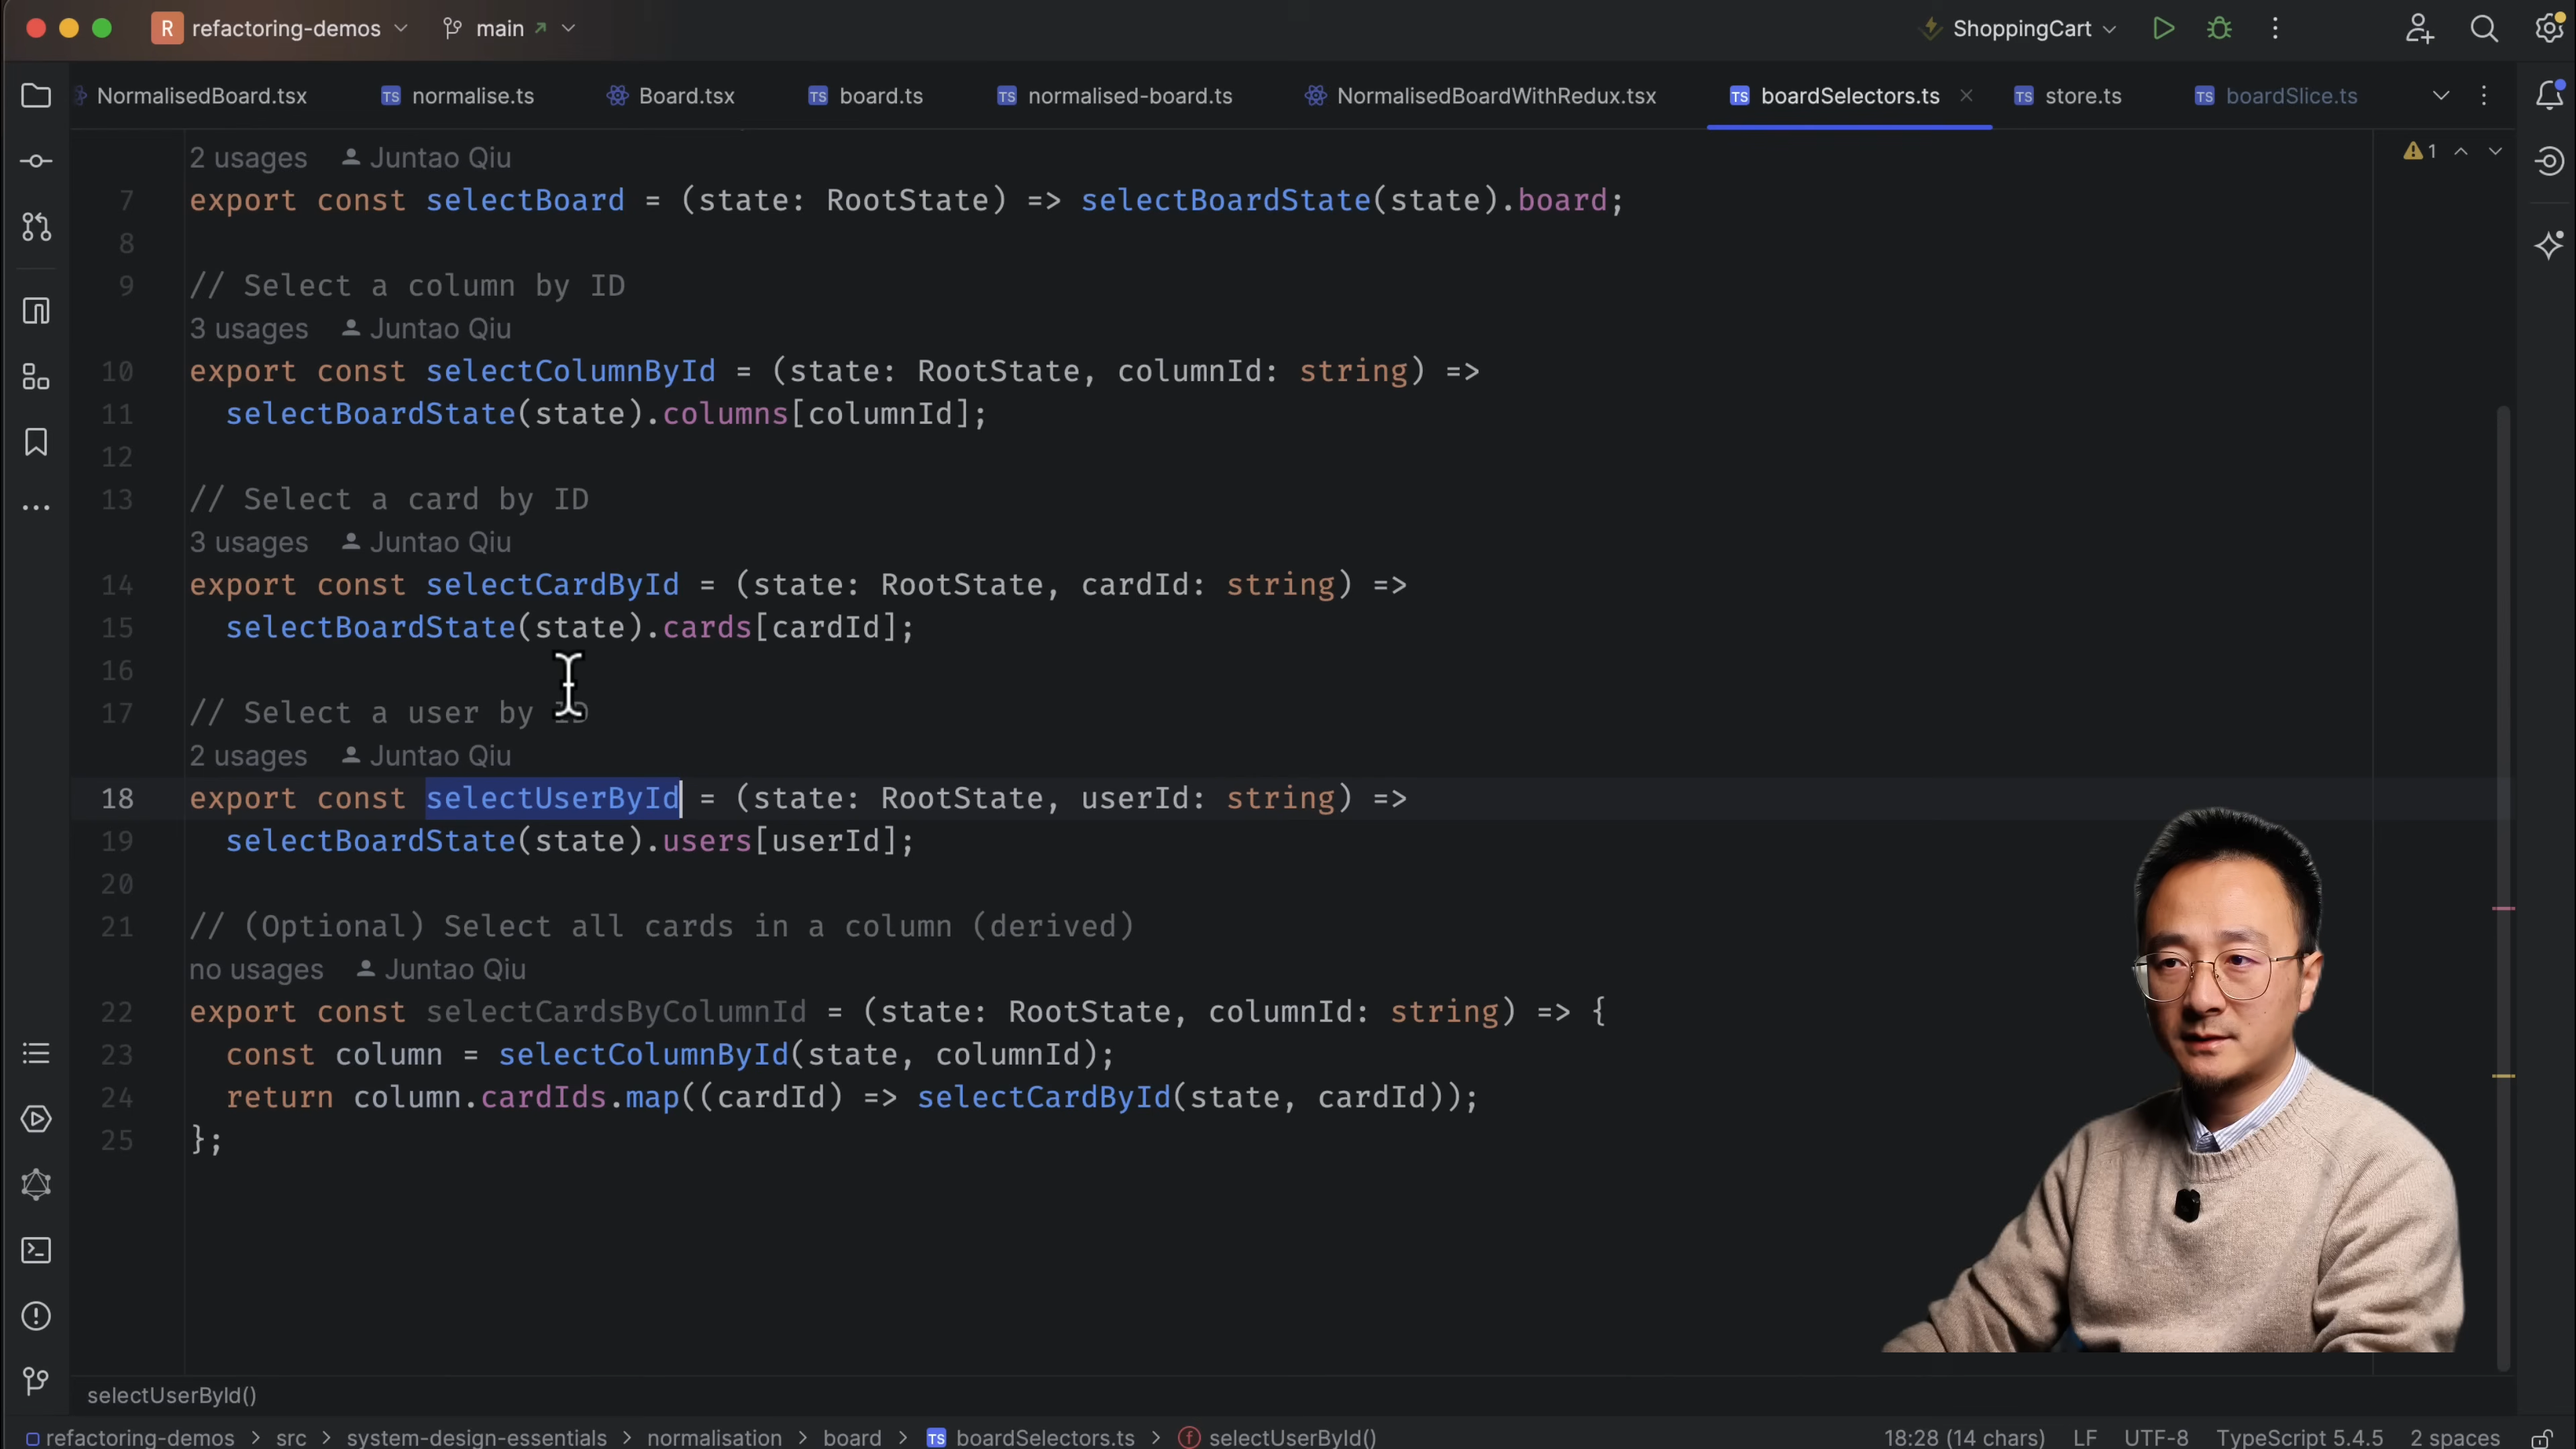 R refactoring-demos main ShoppingCart
NormalisedBoard.tsx normalise.ts Board.tsx board.ts normalised-board.ts NormalisedBoardWithRedux.tsx boardSelectors.ts store.ts boardSlice.ts
2 usages Juntao Qiu
1
7 export const selectBoard = (state: RootState) => selectBoardState(state).board;
8
9 // Select a column by ID
3 usages Juntao Qiu
10 export const selectColumnById = (state: RootState, columnId: string) =>
11 selectBoardState(state).columns[columnId];
12
13 // Select a card by ID
3 usages Juntao Qiu
14 export const selectCardById = (state: RootState, cardId: string) =>
15 selectBoardState(state).cards[cardId];
16
17 // Select a user by ID
2 usages Juntao Qiu
18 export const selectUserById = (state: RootState, userId: string) =>
19 selectBoardState(state).users[userId];
20
21 // (Optional) Select all cards in a column (derived)
no usages Juntao Qiu
22 export const selectCardsByColumnId = (state: RootState, columnId: string) => {
23 const column = selectColumnById(state, columnId);
24 return column.cardIds.map((cardId) => selectCardById(state, cardId));
25 };
selectUserById()
refactoring-demos > src > system-design-essentials > normalisation > board > TS boardSelectors.ts > f selectUserById() 18:28 (14 chars) LF UTF-8 TypeScript 5.4.5 2 spaces